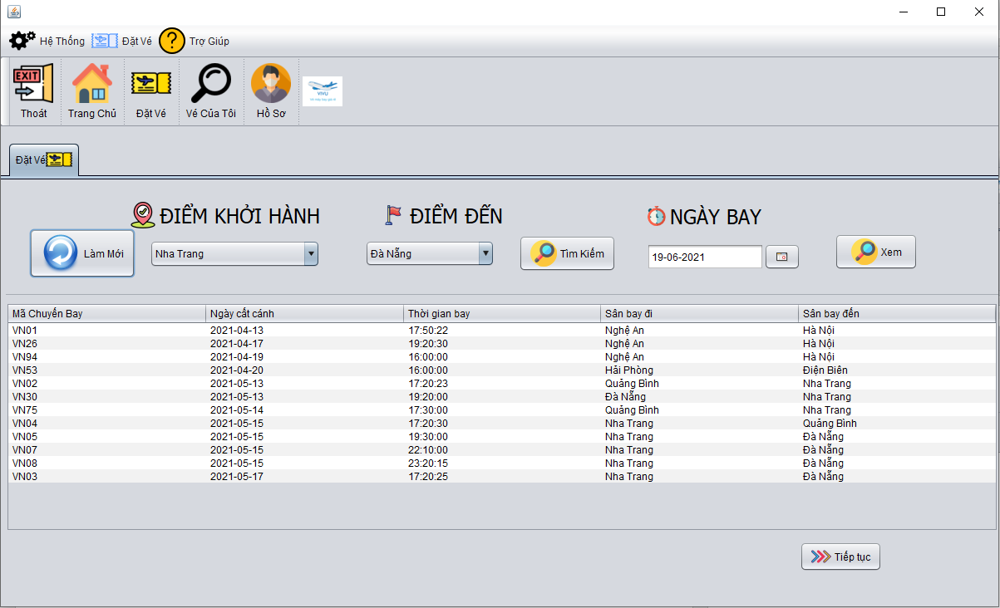 Hệ Thống Đặt Vé ? Trợ Giúp
EXIT
VIVU
Thoát Trang Chủ Đặt Vé Vé Của Tôi Hồ Sơ
Đặt Vé
ĐIỂM KHỞI HÀNH ĐIỂM ĐẾN NGÀY BAY
Làm Mới Nha Trang Đà Nẵng Tìm Kiếm 19-06-2021 Xem
Mã Chuyến Bay Ngày cất cánh Thời gian bay Sân bay đi Sân bay đến
VN01 2021-04-13 17:50:22 Nghệ An Hà Nội
VN26 2021-04-17 19:20:30 Nghệ An Hà Nội
VN94 2021-04-19 16:00:00 Nghệ An Hà Nội
VN53 2021-04-20 16:00:00 Hải Phòng Điện Biên
VN02 2021-05-13 17:20:23 Quảng Bình Nha Trang
VN30 2021-05-13 19:20:00 Đà Nẵng Nha Trang
VN75 2021-05-14 17:30:00 Quảng Bình Nha Trang
VN04 2021-05-15 17:20:30 Nha Trang Quảng Bình
VN05 2021-05-15 19:30:00 Nha Trang Đà Nẵng
VN07 2021-05-15 22:10:00 Nha Trang Đà Nẵng
VN08 2021-05-15 23:20:15 Nha Trang Đà Nẵng
VN03 2021-05-17 17:20:25 Nha Trang Đà Nẵng
Tiếp tục